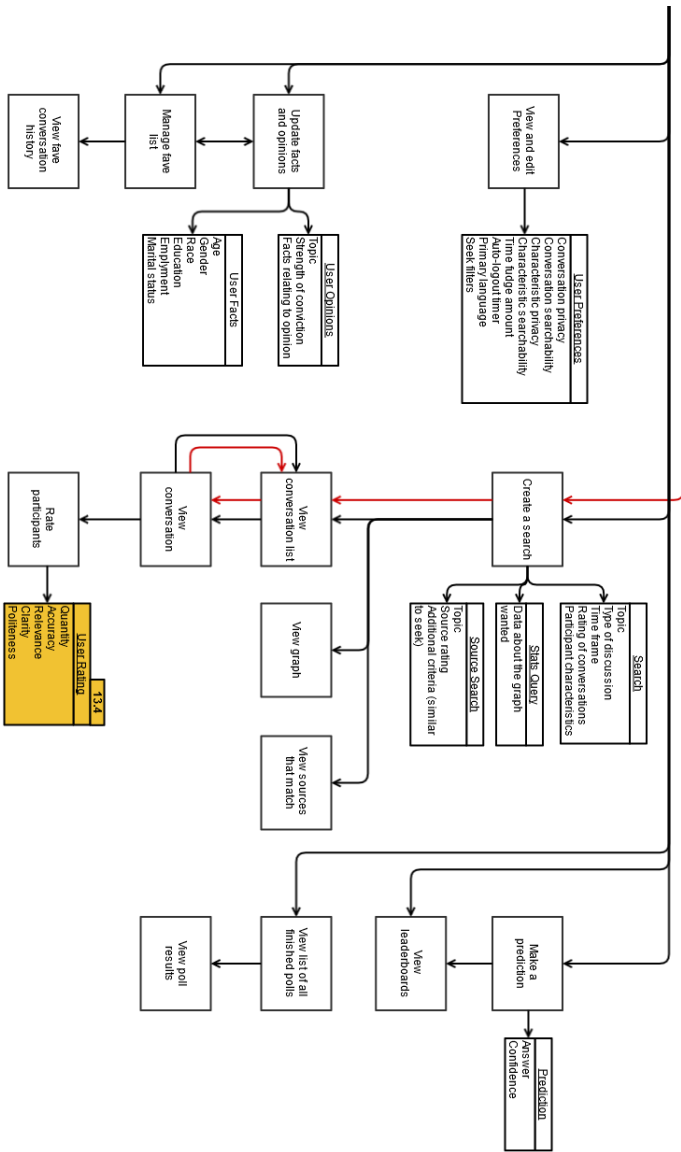 View and edit
Preferences
User Preferences
Conversation privacy
Conversation searchability
Characteristic privacy
Characteristic searchability
Time fudge amount
Auto-logout timer
Primary language
Seek filters
Update facts
and opinions
User Opinions
Topic
Strength of conviction
Facts relating to opinion
User Facts
Age
Gender
Race
Education
Emplyment
Marital status
Manage fave
list
View fave
conversation
history
Create a search
Search
Topic
Type of discussion
Time frame
Rating of conversations
Participant characteristics
Stats Query
Data about the graph
wanted
Source Search
Topic
Source rating
Additional criteria (similar
to seek)
View
conversation list
View graph
View sources
that match
View
conversation
Rate
participants
13.4
User Rating
Quantity
Accuracy
Relevance
Clarity
Politeness
Make a
prediction
Prediction
Answer
Confidence
View
leaderboards
View list of all
finished polls
View poll
results